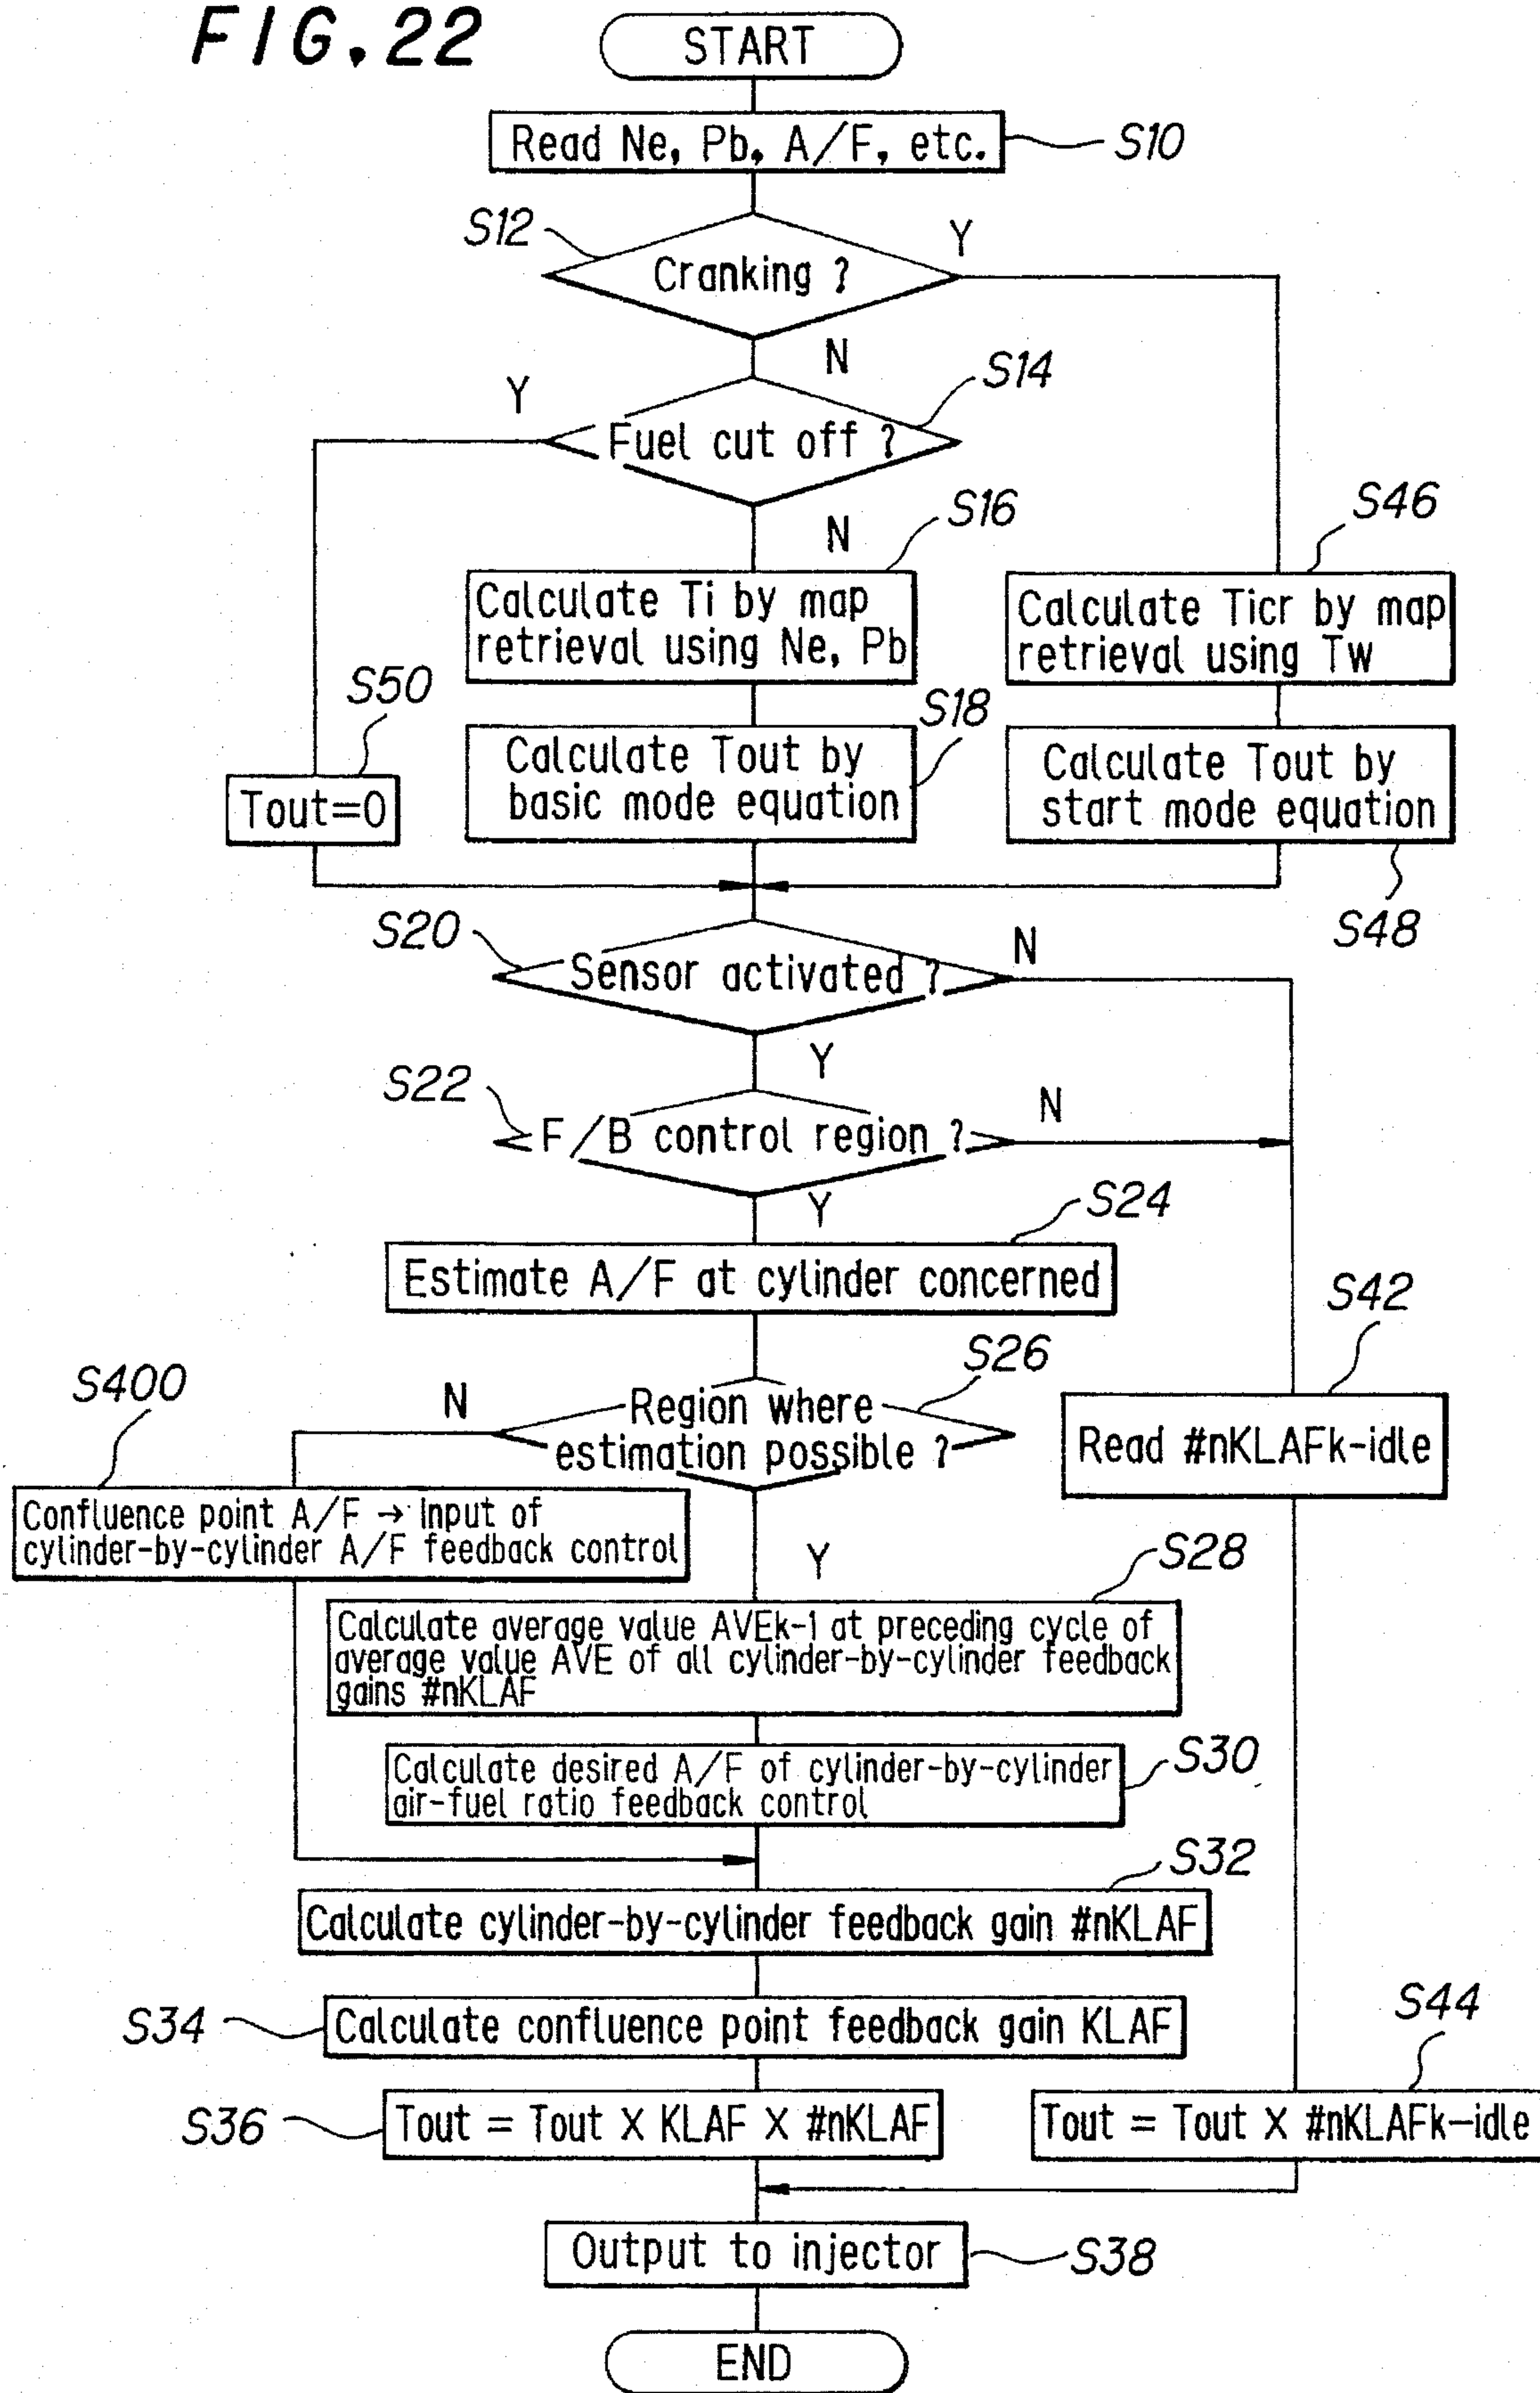 FIG.22
START
Read Ne, Pb, A/F, etc.
S10
S12
Y
Cranking ?
N
S14
Y
Fuel cut off ?
N
S16
S46
Calculate Ti by map
retrieval using Ne, Pb
Calculate Ticr by map
retrieval using Tw
S50
S18
Tout=0
Calculate Tout by
basic mode equation
Calculate Tout by
start mode equation
S48
S20
N
Sensor activated ?
Y
S22
N
F/B control region ?
Y
S24
Estimate A/F at cylinder concerned
S42
S26
S400
N
Region where
estimation possible ?
Read #nKLAFk-idle
Confluence point A/F → Input of
cylinder-by-cylinder A/F feedback control
Y
S28
Calculate average value AVEk-1 at preceding cycle of
average value AVE of all cylinder-by-cylinder feedback
gains #nKLAF
S30
Calculate desired A/F of cylinder-by-cylinder
air-fuel ratio feedback control
S32
Calculate cylinder-by-cylinder feedback gain #nKLAF
S34
Calculate confluence point feedback gain KLAF
S44
S36
Tout = Tout X KLAF X #nKLAF
Tout = Tout X #nKLAFk-idle
Output to injector
S38
END